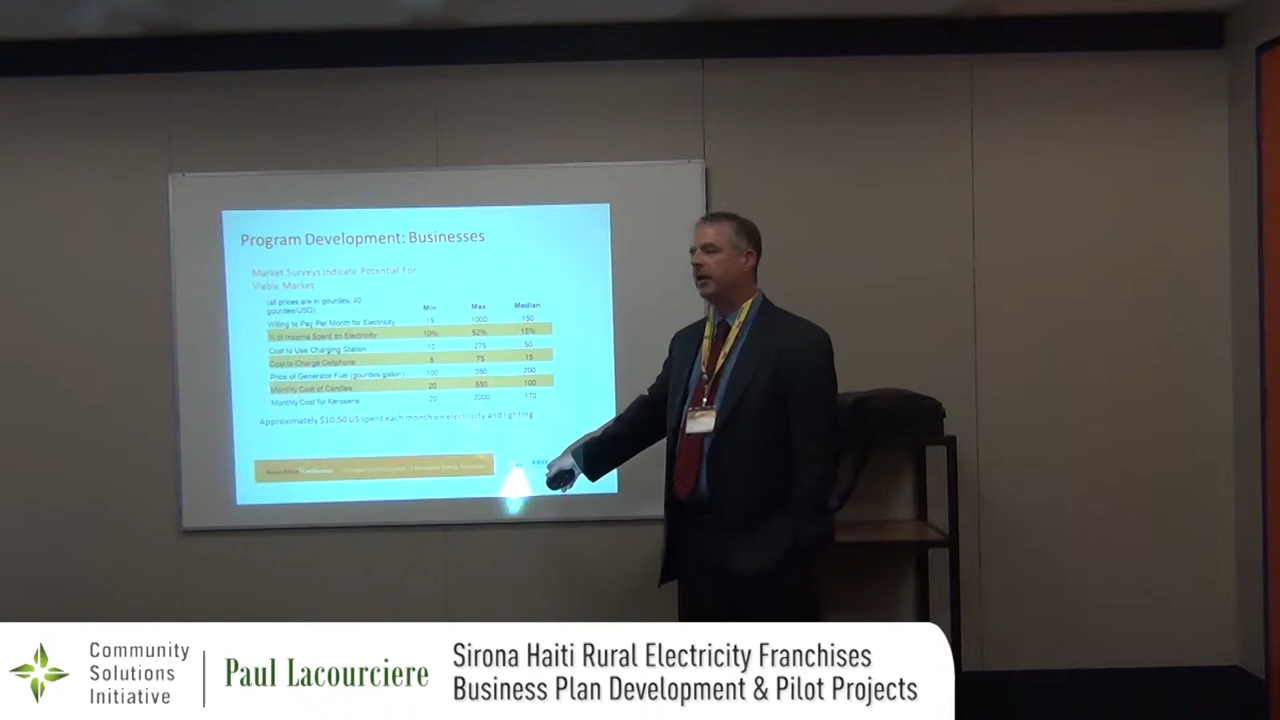 Program Development: Businesses
Market Surveys Indicate Potential For
Viable Market
(all prices are in gourdes, 40
gourdes/USD) Min Max Median
Willing to Pay Per Month for Electricity 15 1000 150
% of Income Spent on Electricity 10% 52% 15%
Cost to Use Charging Station 10 275 50
Cost to Charge Cellphone 5 75 15
Price of Generator Fuel (gourdes/gallon) 100 350 200
Monthly Cost of Candles 20 550 100
Monthly Cost for Kerosene 20 2000 170
Approximately $10.50 US spent each month on electricity and lighting
Community
Solutions
Initiative
Paul Lacourciere
Sirona Haiti Rural Electricity Franchises
Business Plan Development & Pilot Projects